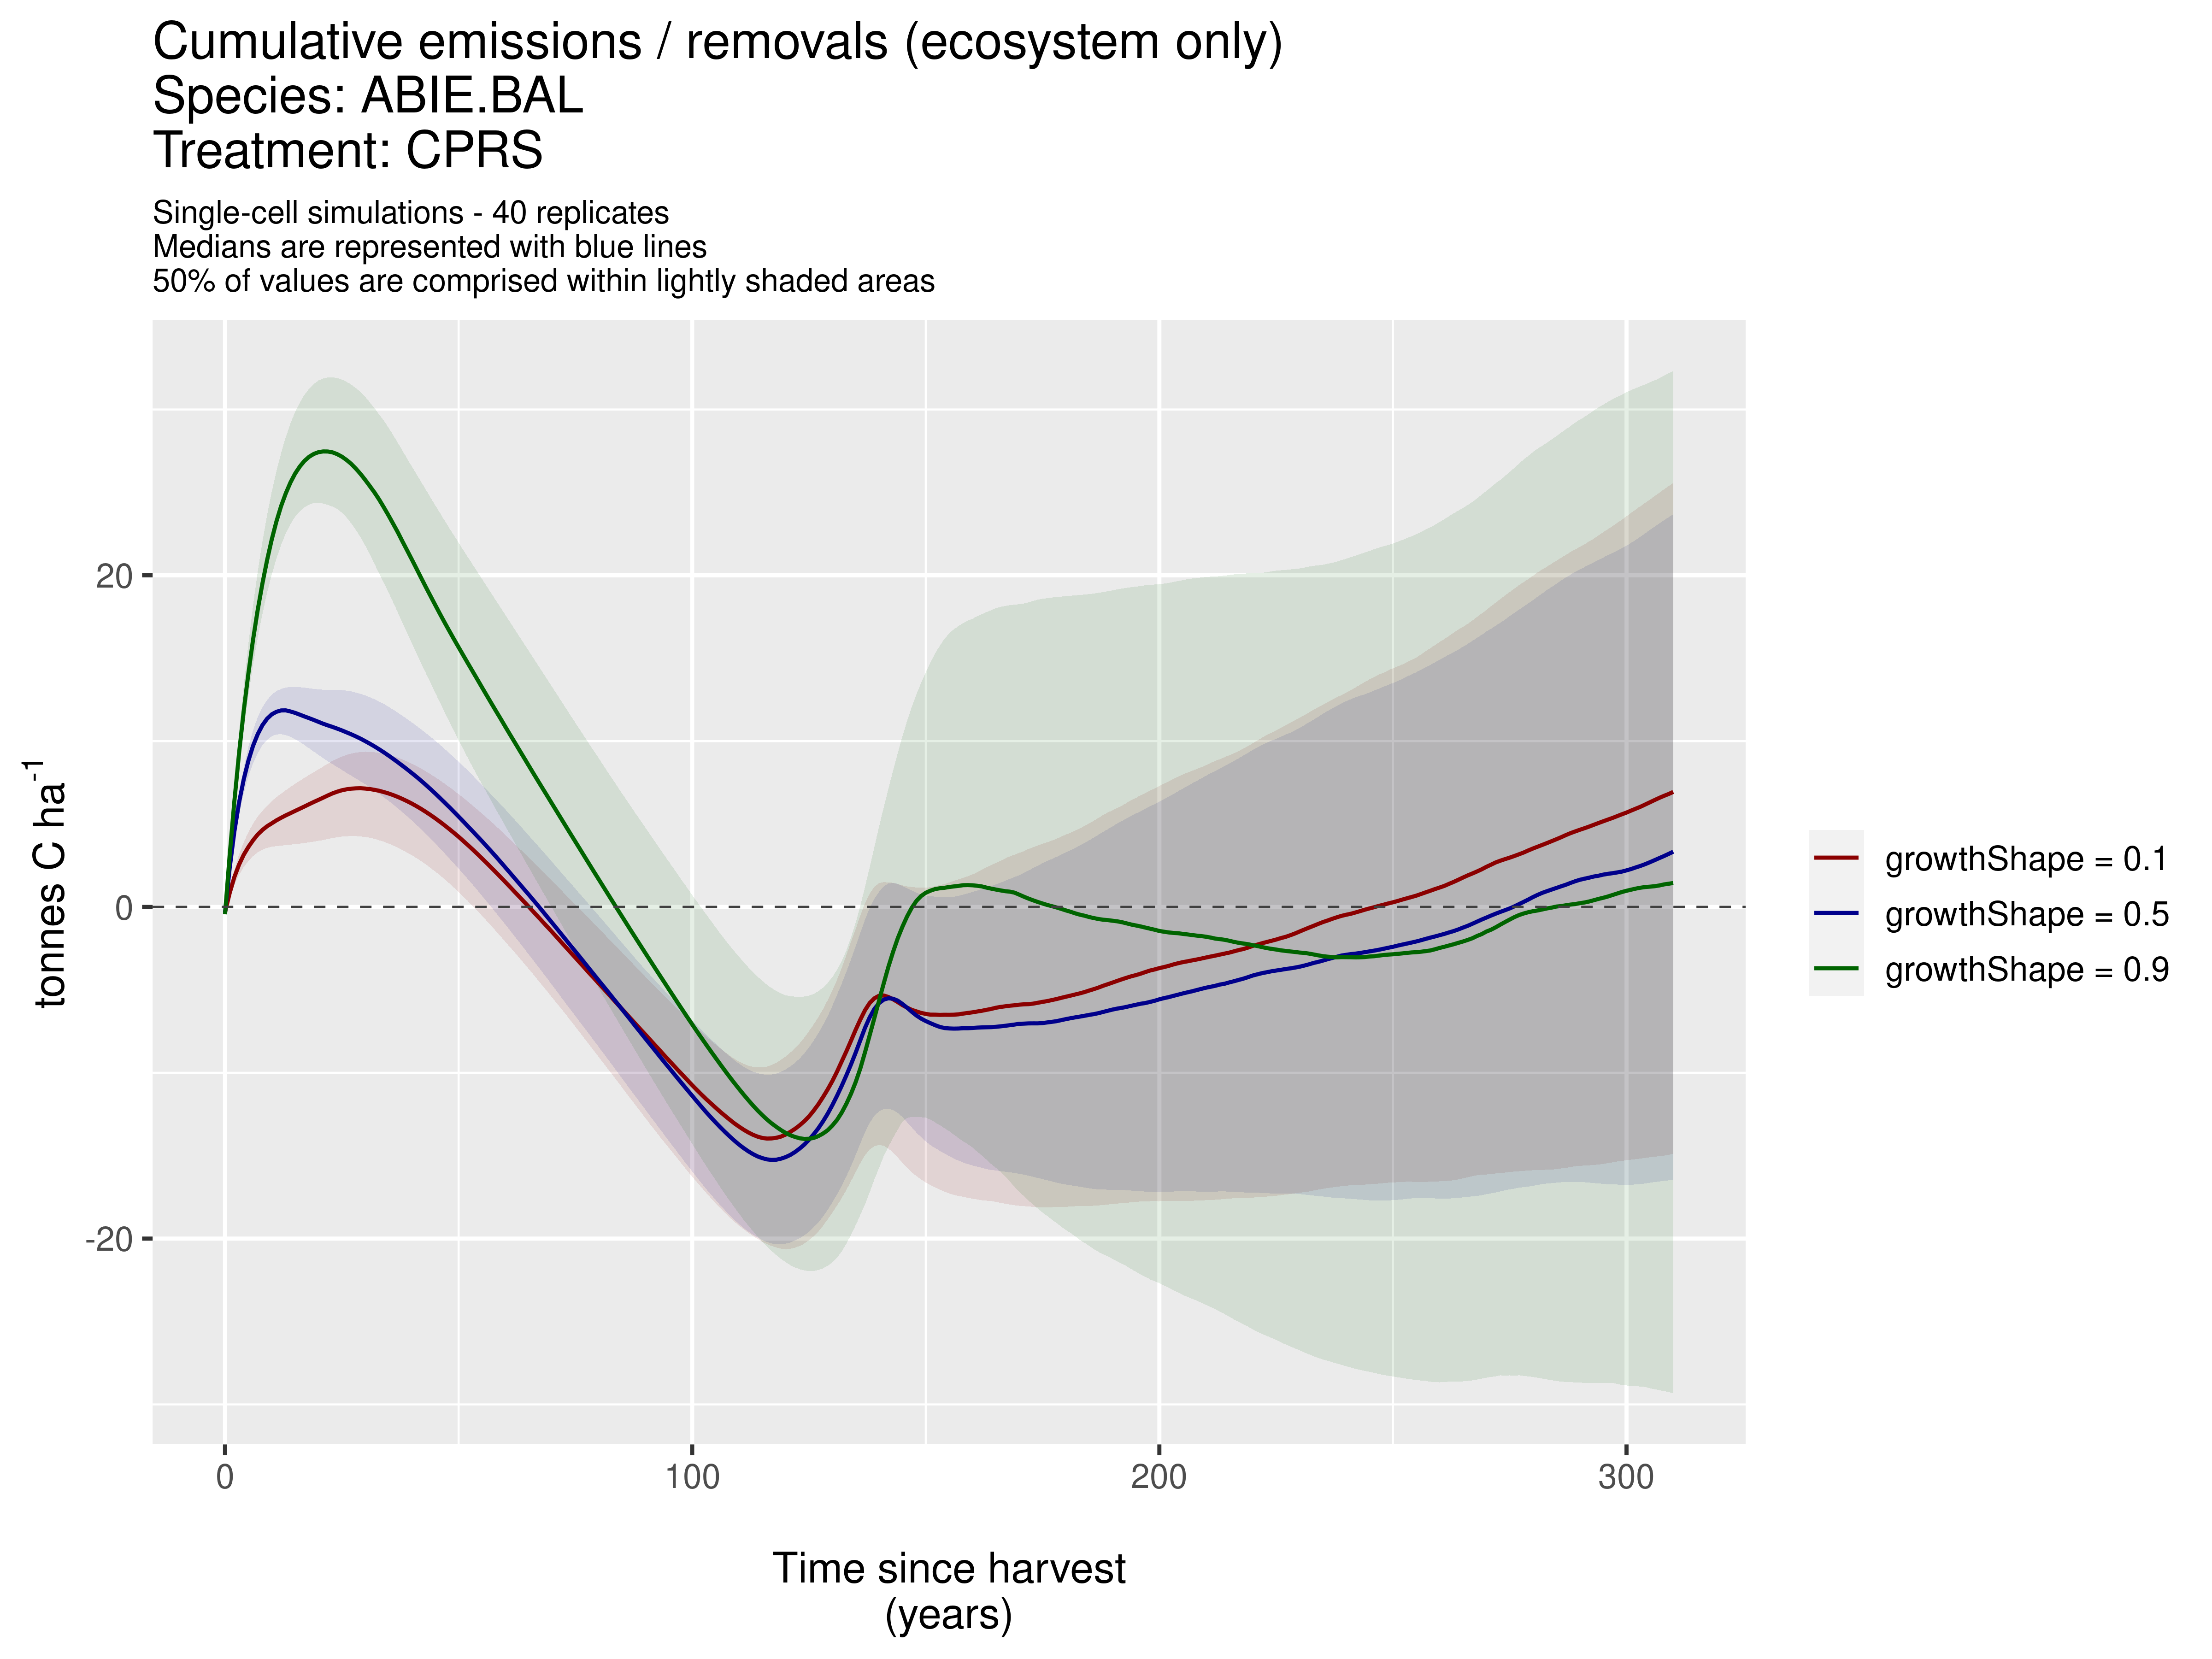 Cumulative emissions / removals (ecosystem only)
Species: ABIE.BAL
Treatment: CPRS
Single-cell simulations - 40 replicates
Medians are represented with blue lines
50% of values are comprised within lightly shaded areas
tonnes C ha-1
20
0
-20
0 100 200 300
Time since harvest
(years)
growthShape = 0.1
growthShape = 0.5
growthShape = 0.9